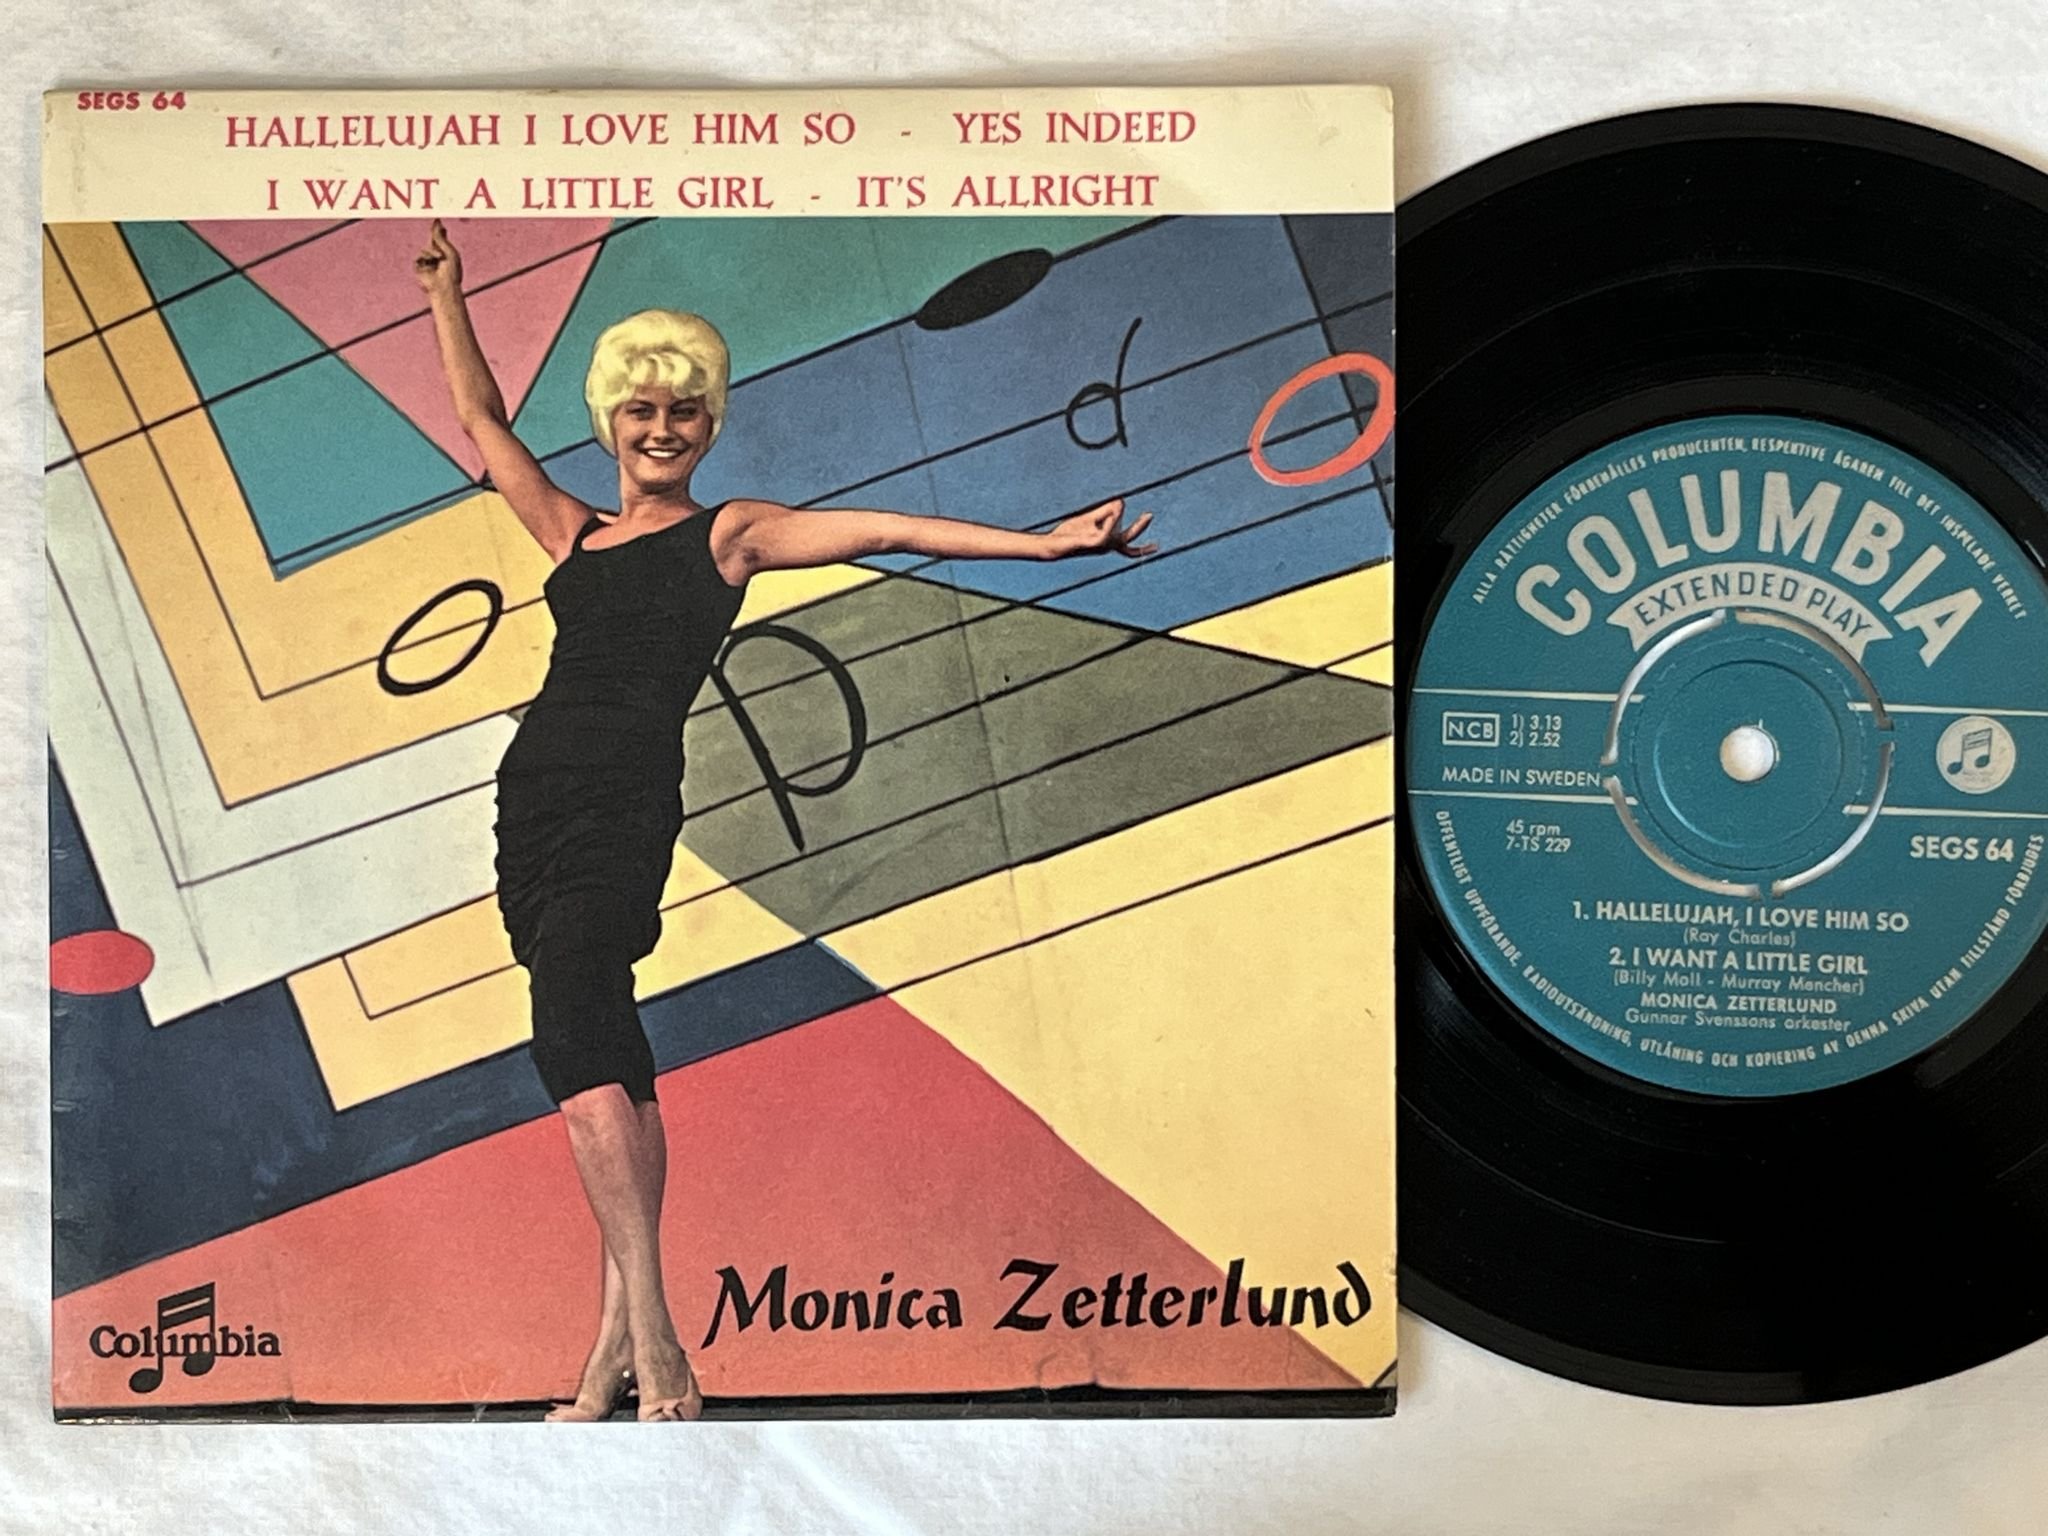 SEGS 64
HALLELUJAH I LOVE HIM SO - YES INDEED
I WANT A LITTLE GIRL - IT'S ALLRIGHT
Columbia
Monica Zetterlund
ALLA RÄTTIGHETER FÖRBEHÅLLES PRODUCENTEN, RESPEKTIVE ÄGAREN TILL DET INSPELADE VERKET
COLUMBIA
EXTENDED PLAY
NCB
1) 3.13
2) 2.52
MADE IN SWEDEN
45 rpm
7-TS 229
SEGS 64
1. HALLELUJAH, I LOVE HIM SO
(Ray Charles)
2. I WANT A LITTLE GIRL
(Billy Moll - Murray Mencher)
MONICA ZETTERLUND
Gunnar Svenssons orkester
OFFENTLIGT UPPFÖRANDE, RADIOUTSÄNDNING, UTLÅNING OCH KOPIERING AV DENNA SKIVA UTAN TILLSTÅND FÖRBJUDES